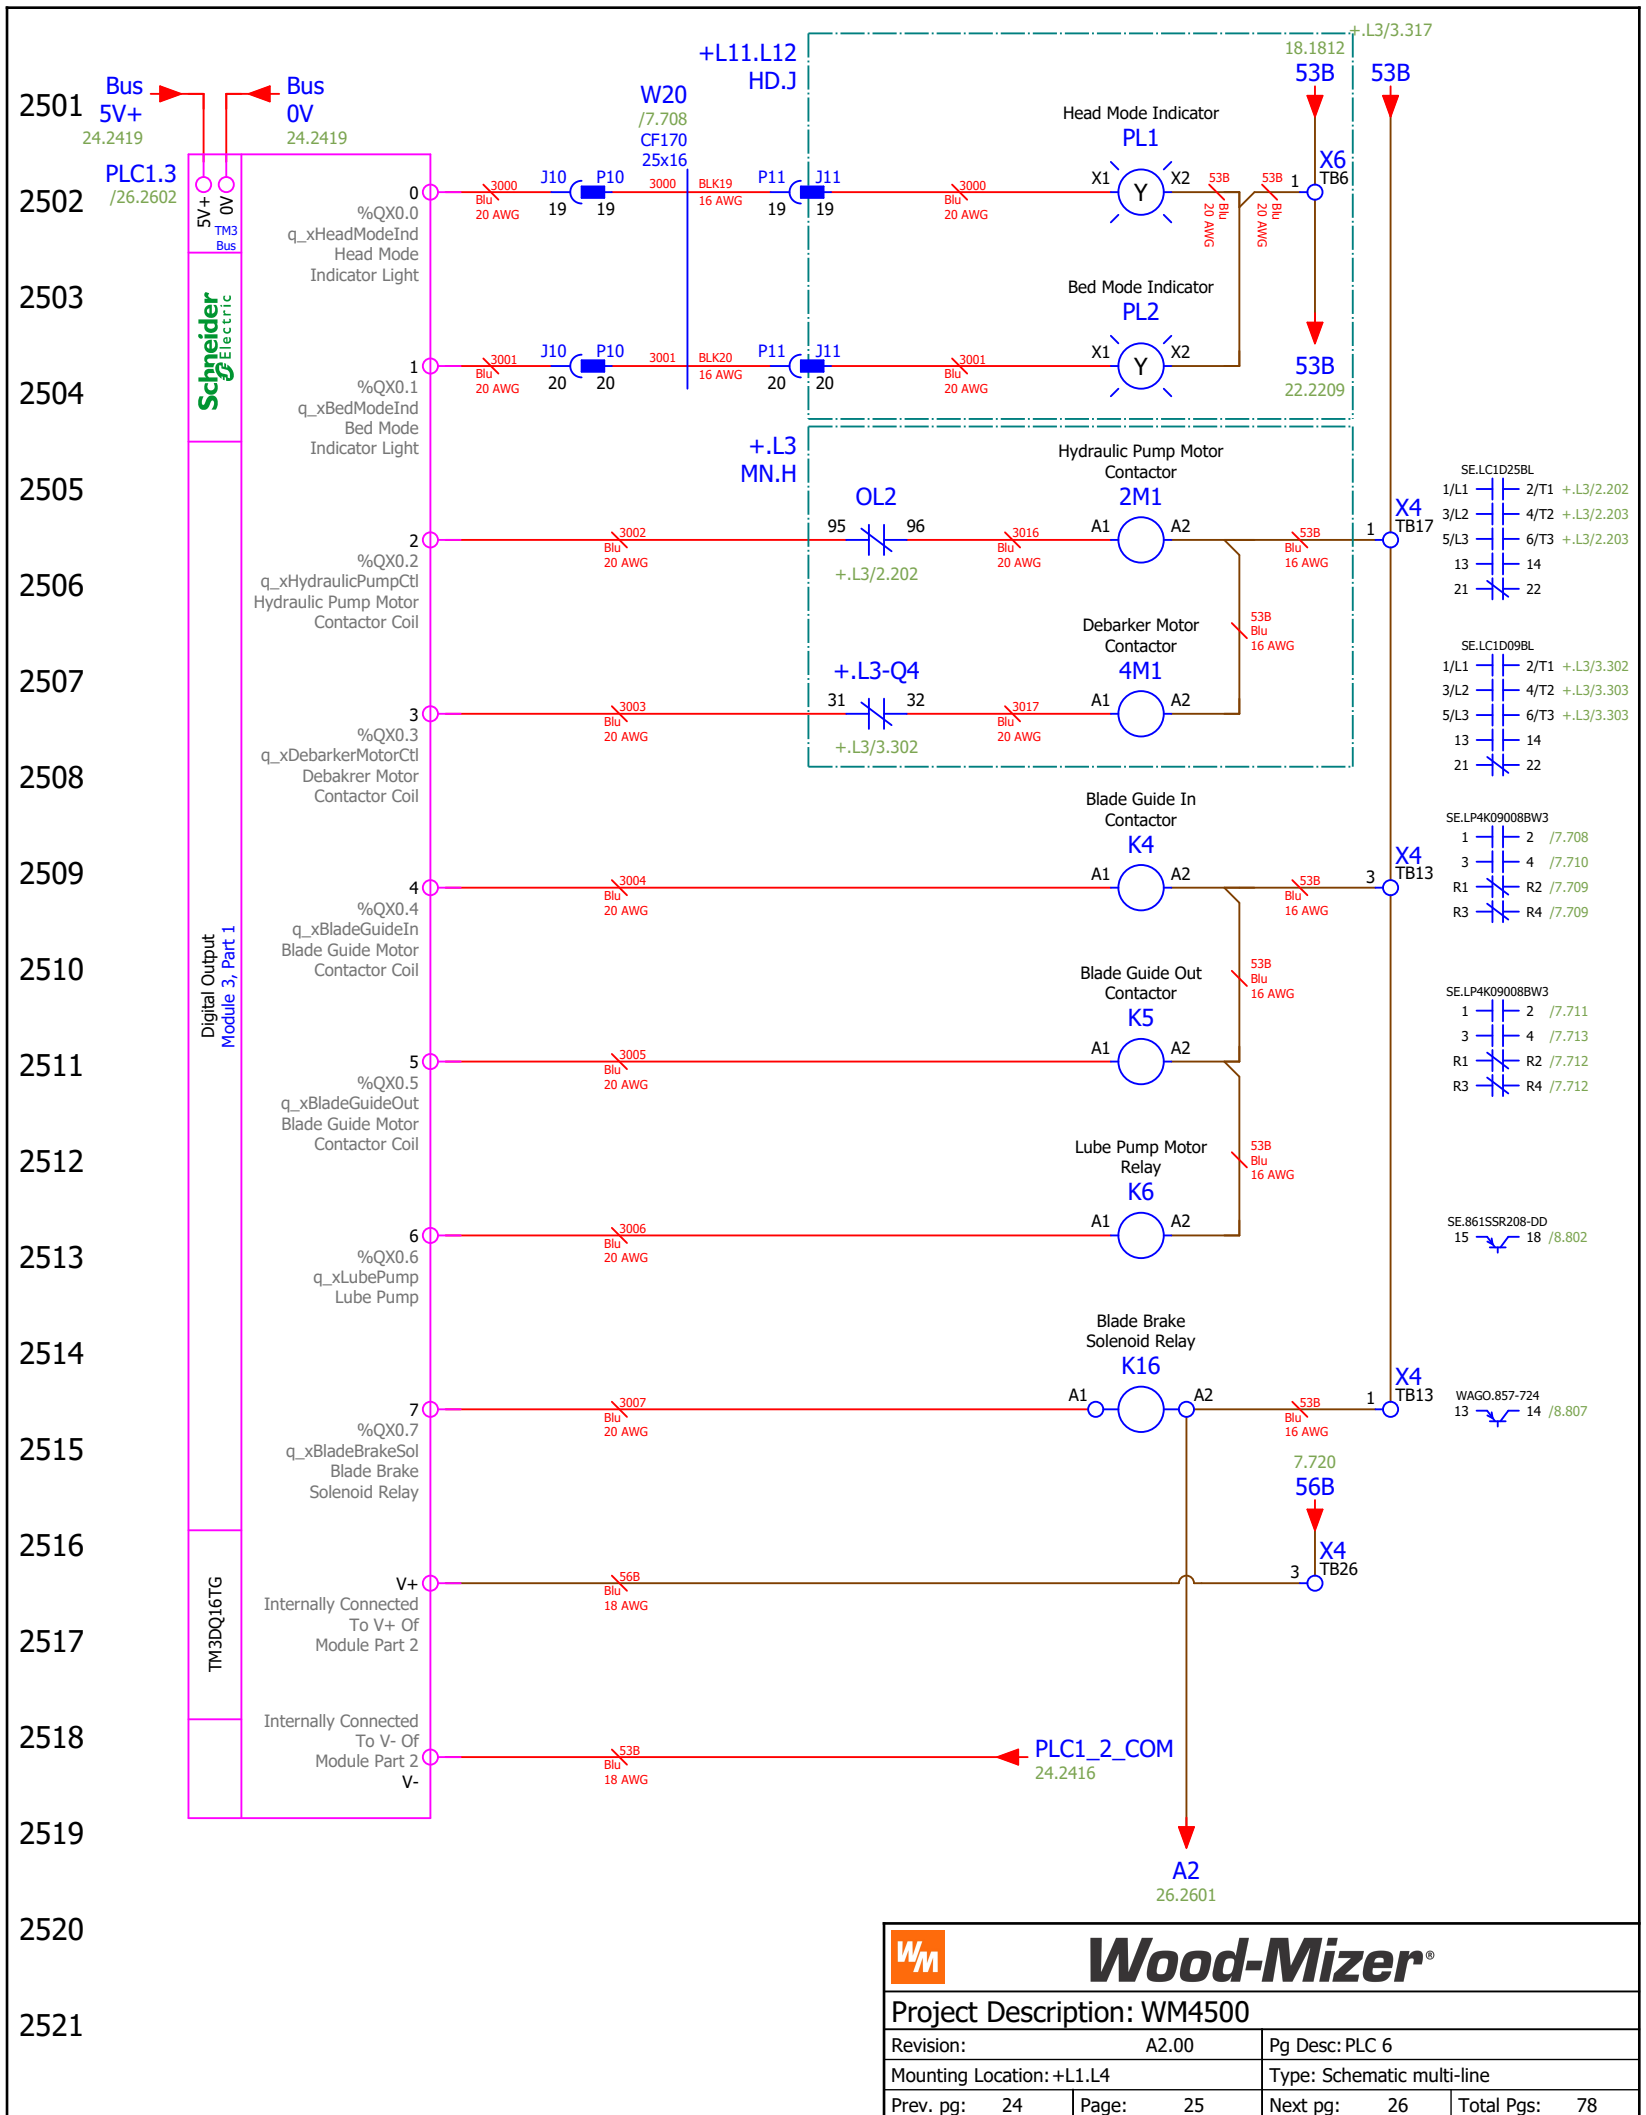 2501
2502
2503
2504
2505
2506
2507
2508
2509
2510
2511
2512
2513
2514
2515
2516
2517
2518
2519
2520
2521
Bus
5V+
24.2419
Bus
0V
24.2419
PLC1.3
/26.2602
5V+
0V
TM3
Bus
Schneider
Electric
Digital Output
Module 3, Part 1
TM3DQ16TG
0
%QX0.0
q_xHeadModeInd
Head Mode
Indicator Light
1
%QX0.1
q_xBedModeInd
Bed Mode
Indicator Light
2
%QX0.2
q_xHydraulicPumpCtl
Hydraulic Pump Motor
Contactor Coil
3
%QX0.3
q_xDebarkerMotorCtl
Debakrer Motor
Contactor Coil
4
%QX0.4
q_xBladeGuideIn
Blade Guide Motor
Contactor Coil
5
%QX0.5
q_xBladeGuideOut
Blade Guide Motor
Contactor Coil
6
%QX0.6
q_xLubePump
Lube Pump
7
%QX0.7
q_xBladeBrakeSol
Blade Brake
Solenoid Relay
V+
Internally Connected
To V+ Of
Module Part 2
Internally Connected
To V- Of
Module Part 2
V-
W20
/7.708
CF170
25x16
+L11.L12
HD.J
3000
Blu
20 AWG
J10
19
P10
19
3000
BLK19
16 AWG
P11
19
J11
19
3000
Blu
20 AWG
Head Mode Indicator
PL1
X1
Y
X2
53B
Blu
20 AWG
53B
Blu
20 AWG
1
X6
TB6
18.1812
53B
+.L3/3.317
53B
3001
Blu
20 AWG
J10
20
P10
20
3001
BLK20
16 AWG
P11
20
J11
20
3001
Blu
20 AWG
Bed Mode Indicator
PL2
X1
Y
X2
53B
22.2209
+.L3
MN.H
3002
Blu
20 AWG
OL2
95
96
+.L3/2.202
3016
Blu
20 AWG
Hydraulic Pump Motor
Contactor
2M1
A1
A2
53B
Blu
16 AWG
1
X4
TB17
53B
Blu
16 AWG
3003
Blu
20 AWG
+.L3-Q4
31
32
+.L3/3.302
3017
Blu
20 AWG
Debarker Motor
Contactor
4M1
A1
A2
3004
Blu
20 AWG
Blade Guide In
Contactor
K4
A1
A2
53B
Blu
16 AWG
3
X4
TB13
53B
Blu
16 AWG
3005
Blu
20 AWG
Blade Guide Out
Contactor
K5
A1
A2
53B
Blu
16 AWG
3006
Blu
20 AWG
Lube Pump Motor
Relay
K6
A1
A2
3007
Blu
20 AWG
Blade Brake
Solenoid Relay
K16
A1
A2
53B
Blu
16 AWG
1
X4
TB13
7.720
56B
56B
Blu
18 AWG
3
X4
TB26
53B
Blu
18 AWG
PLC1_2_COM
24.2416
A2
26.2601
SE.LC1D25BL
1/L1 2/T1 +.L3/2.202
3/L2 4/T2 +.L3/2.203
5/L3 6/T3 +.L3/2.203
13 14
21 22
SE.LC1D09BL
1/L1 2/T1 +.L3/3.302
3/L2 4/T2 +.L3/3.303
5/L3 6/T3 +.L3/3.303
13 14
21 22
SE.LP4K09008BW3
1 2 /7.708
3 4 /7.710
R1 R2 /7.709
R3 R4 /7.709
SE.LP4K09008BW3
1 2 /7.711
3 4 /7.713
R1 R2 /7.712
R3 R4 /7.712
SE.861SSR208-DD
15 18 /8.802
WAGO.857-724
13 14 /8.807
WM
Wood-Mizer®
Project Description: WM4500
Revision: A2.00
Pg Desc: PLC 6
Mounting Location: +L1.L4
Type: Schematic multi-line
Prev. pg: 24
Page: 25
Next pg: 26
Total Pgs: 78